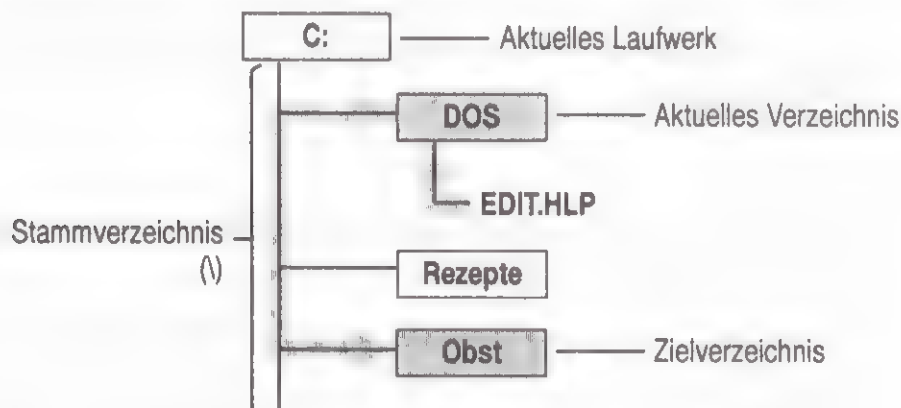 C:
Aktuelles Laufwerk
DOS
Aktuelles Verzeichnis
EDIT.HLP
Stammverzeichnis
(\)
Rezepte
Obst
Zielverzeichnis